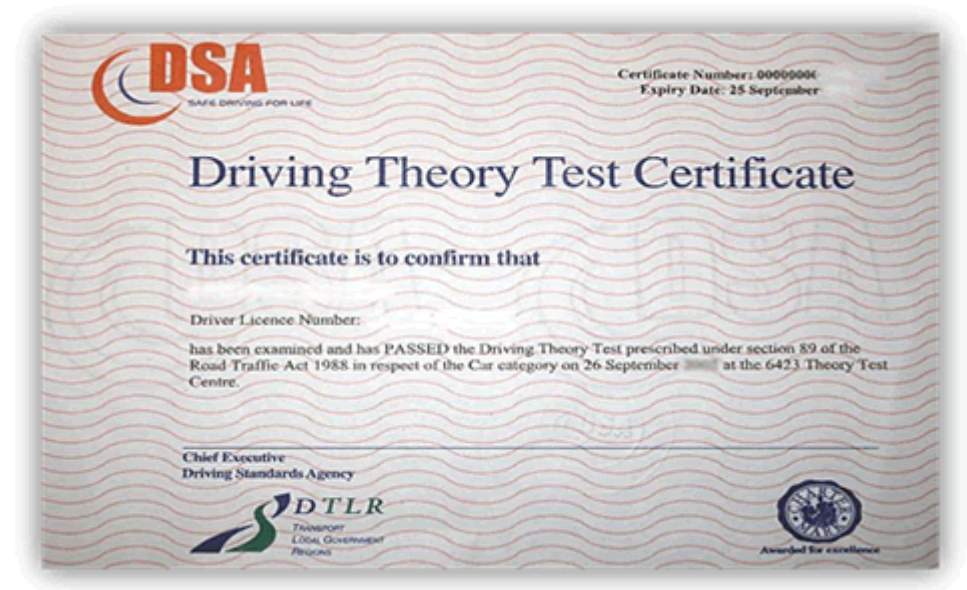 DSA
SAFE DRIVING FOR LIFE
Certificate Number: 0000000
Expiry Date: 25 September
Driving Theory Test Certificate
This certificate is to confirm that
Driver Licence Number:
has been examined and has PASSED the Driving Theory Test prescribed under section 89 of the
Road Traffic Act 1988 in respect of the Car category on 26 September at the 6423 Theory Test
Centre.
Chief Executive
Driving Standards Agency
DTLR
TRANSPORT
LOCAL GOVERNMENT
REGIONS
CHARTER
MARK
Awarded for excellence